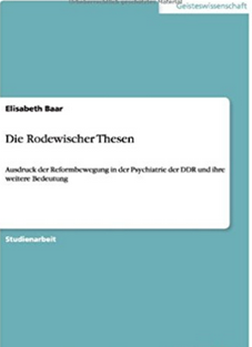 Geisteswissenschaft
Elisabeth Baar
Die Rodewischer Thesen
Ausdruck der Reformbewegung in der Psychiatrie der DDR und ihre
weitere Bedeutung
Studienarbeit